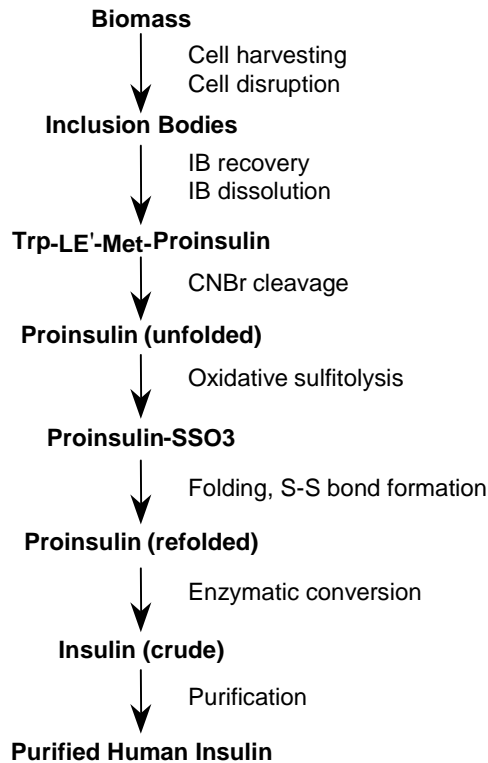 Biomass
Cell harvesting
Cell disruption
Inclusion Bodies
IB recovery
IB dissolution
Trp-LE'-Met-Proinsulin
CNBr cleavage
Proinsulin (unfolded)
Oxidative sulfitolysis
Proinsulin-SSO3
Folding, S-S bond formation
Proinsulin (refolded)
Enzymatic conversion
Insulin (crude)
Purification
Purified Human Insulin